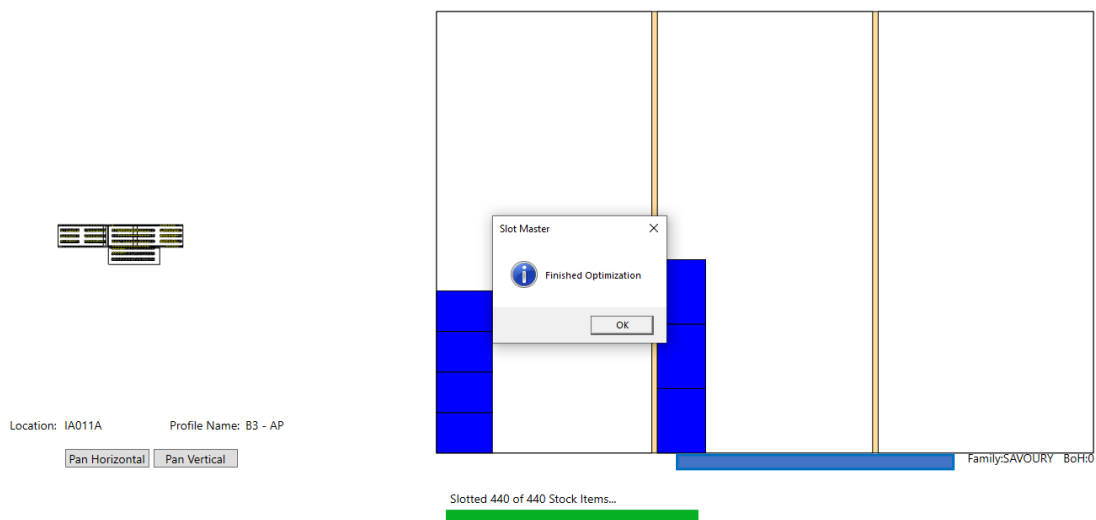 Slot Master
Finished Optimization
OK
Location: IA011A Profile Name: B3 - AP
Pan Horizontal Pan Vertical
Family:SAVOURY BoH:0
Slotted 440 of 440 Stock Items...